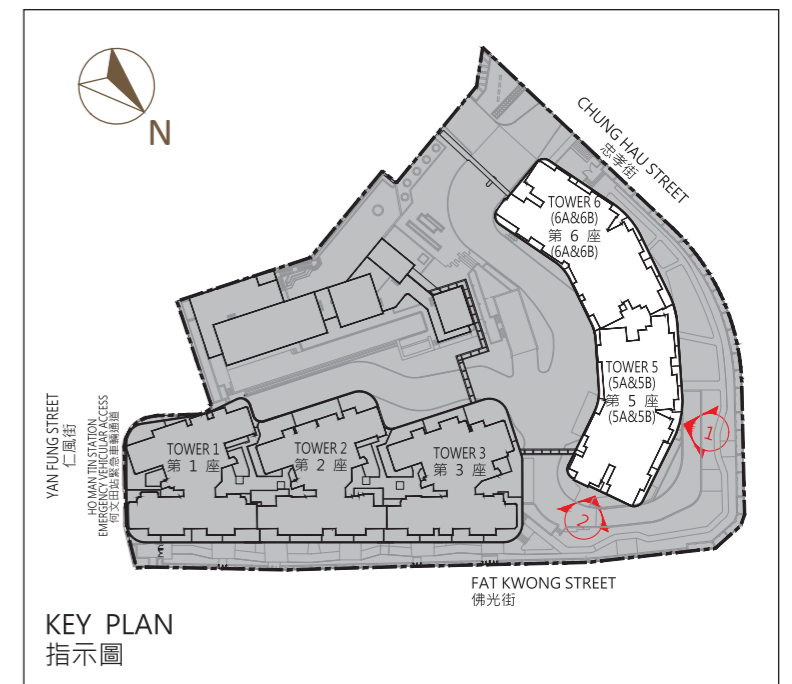 N
CHUNG HAU STREET
忠孝街
TOWER 6
(6A&6B)
第 6 座
(6A&6B)
TOWER 5
(5A&5B)
第 5 座
(5A&5B)
1
2
YAN FUNG STREET
仁風街
HO MAN TIN STATION
EMERGENCY VEHICULAR ACCESS
何文田站緊急車輛通道
TOWER 1
第 1 座
TOWER 2
第 2 座
TOWER 3
第 3 座
FAT KWONG STREET
佛光街
KEY PLAN
指示圖